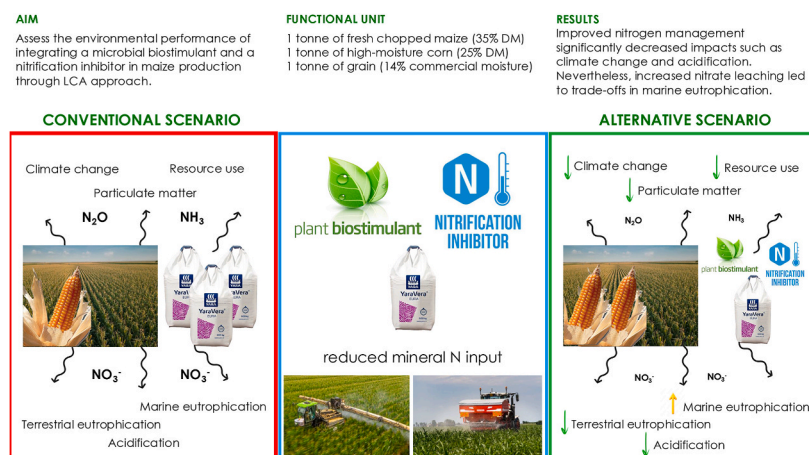 AIM
Assess the environmental performance of
integrating a microbial biostimulant and a
nitrification inhibitor in maize production
through LCA approach.
FUNCTIONAL UNIT
1 tonne of fresh chopped maize (35% DM)
1 tonne of high-moisture corn (25% DM)
1 tonne of grain (14% commercial moisture)
RESULTS
Improved nitrogen management
significantly decreased impacts such as
climate change and acidification.
Nevertheless, increased nitrate leaching led
to trade-offs in marine eutrophication.
CONVENTIONAL SCENARIO
Climate change
Resource use
Particulate matter
N₂O
NH₃
YaraVera
YaraVera
YaraVera
NO₃⁻
NO₃⁻
Marine eutrophication
Terrestrial eutrophication
Acidification
plant biostimulant
N
NITRIFICATION
INHIBITOR
YaraVera
reduced mineral N input
ALTERNATIVE SCENARIO
Climate change
Resource use
Particulate matter
N₂O
NH₃
plant biostimulant
N
NITRIFICATION
INHIBITOR
YaraVera
NO₃⁻
NO₃⁻
Marine eutrophication
Terrestrial eutrophication
Acidification